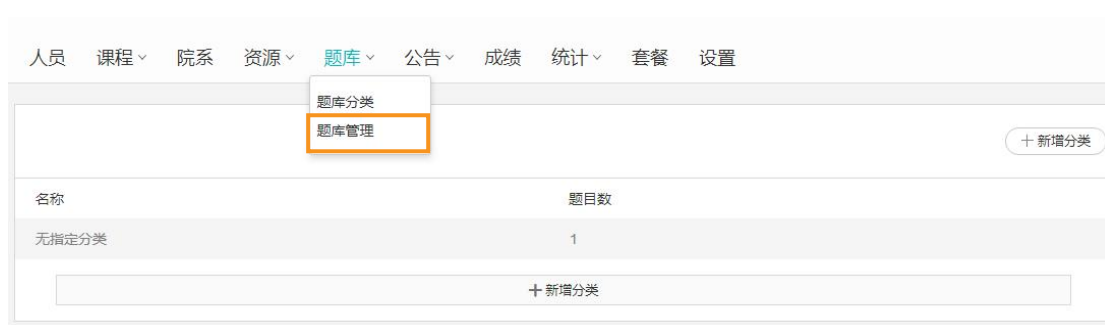 人员 课程 院系 资源 题库 公告 成绩 统计 套餐 设置
题库分类
题库管理
＋新增分类
名称 题目数
无指定分类 1
＋新增分类